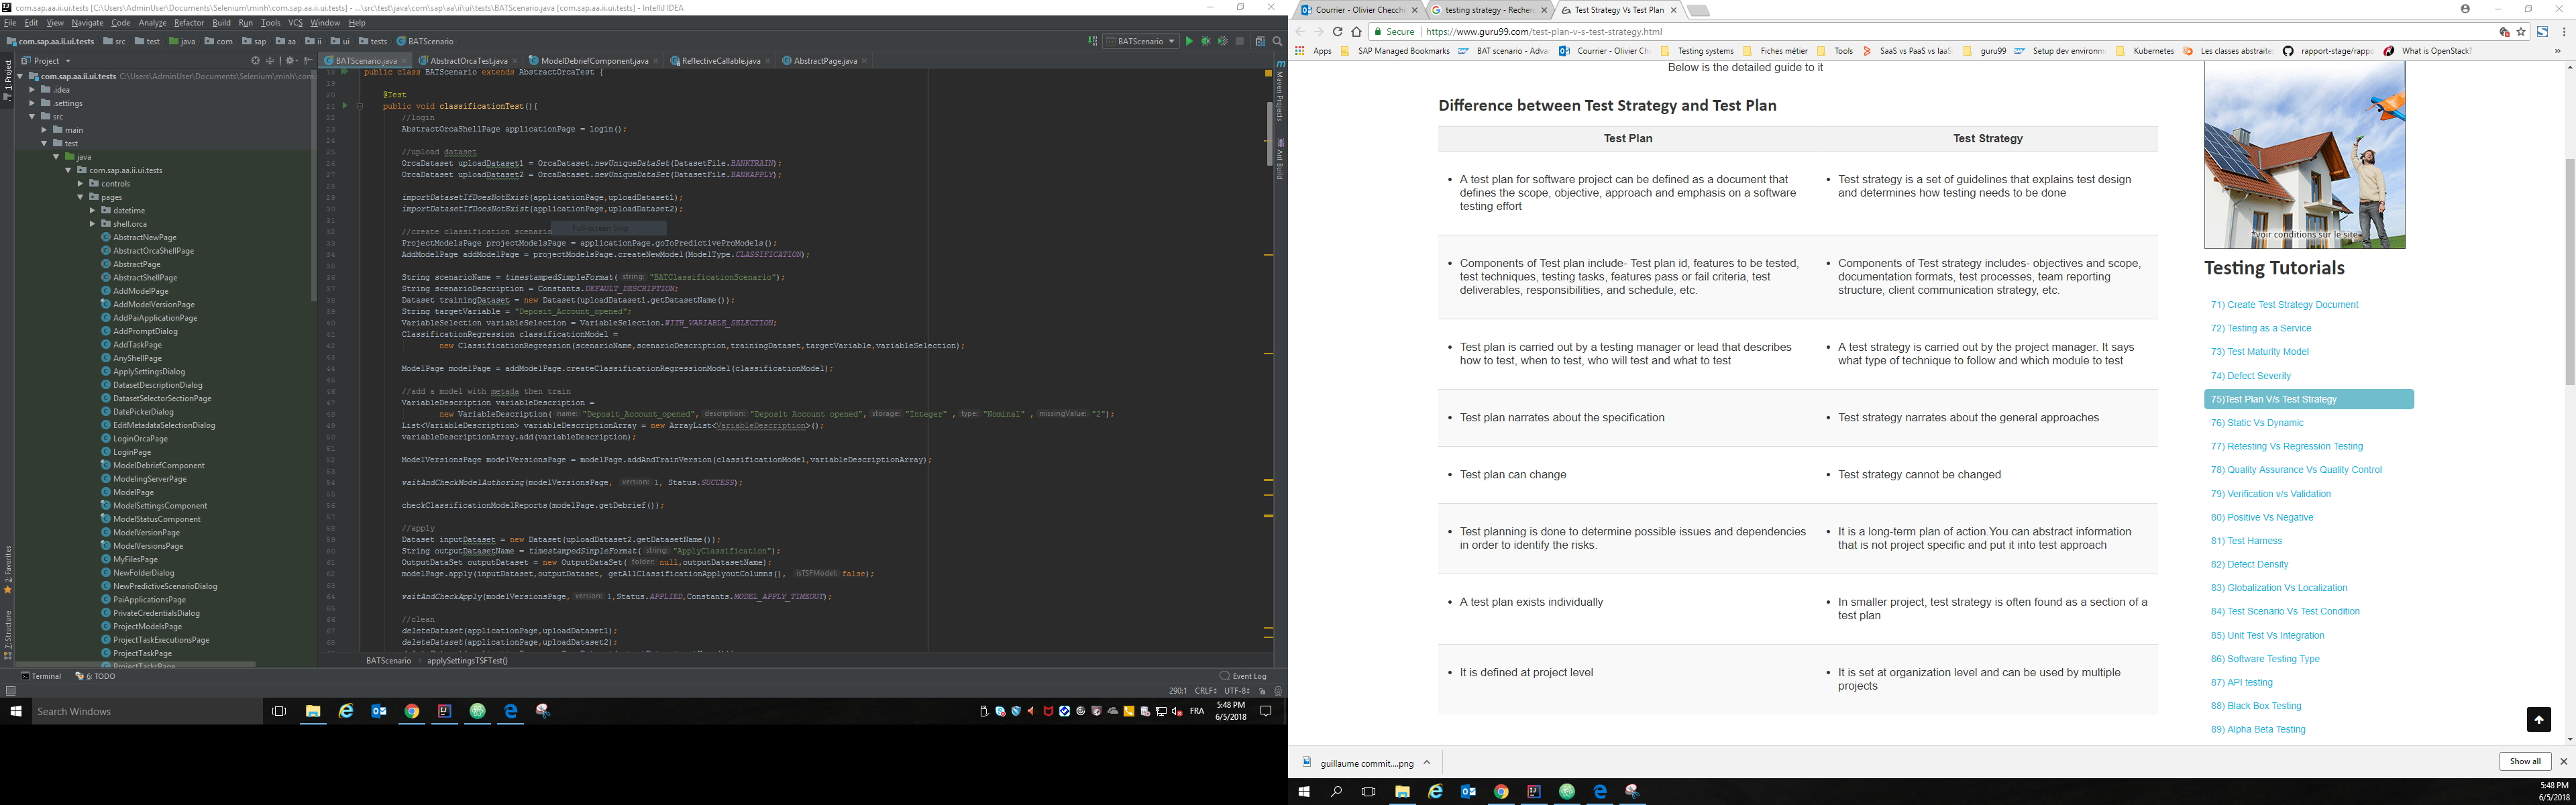 com.sap.aa.ii.ui.tests [C:\Users\AdminUser\Documents\Selenium\minh\com.sap.aa.ii.ui.tests] - ...\src\test\java\com\sap\aa\ii\ui\tests\BATScenario.java [com.sap.aa.ii.ui.tests] - IntelliJ IDEA
File Edit View Navigate Code Analyze Refactor Build Run Tools VCS Window Help
com.sap.aa.ii.ui.tests src test java com sap aa ii ui tests BATScenario
BATScenario
Project
BATScenario.java AbstractOrcaTest.java ModelDebriefComponent.java ReflectiveCallable.java AbstractPage.java
1: Project
2: Favorites
7: Structure
Maven Projects
Ant Build
com.sap.aa.ii.ui.tests C:\Users\AdminUser\Documents\Selenium\minh\com.
.idea
.settings
src
main
test
java
com.sap.aa.ii.ui.tests
controls
pages
datetime
shell.orca
AbstractNewPage
AbstractOrcaShellPage
AbstractPage
AbstractShellPage
AddModelPage
AddModelVersionPage
AddPaiApplicationPage
AddPromptDialog
AddTaskPage
AnyShellPage
ApplySettingsDialog
DatasetDescriptionDialog
DatasetSelectorSectionPage
DatePickerDialog
EditMetadataSelectionDialog
LoginOrcaPage
LoginPage
ModelDebriefComponent
ModelingServerPage
ModelPage
ModelSettingsComponent
ModelStatusComponent
ModelVersionPage
ModelVersionsPage
MyFilesPage
NewFolderDialog
NewPredictiveScenarioDialog
PaiApplicationsPage
PrivateCredentialsDialog
ProjectModelsPage
ProjectTaskExecutionsPage
ProjectTaskPage
ProjectTasksPage
18 public class BATScenario extends AbstractOrcaTest {
19
20 @Test
21 public void classificationTest(){
22 //login
23 AbstractOrcaShellPage applicationPage = login();
24
25 //upload dataset
26 OrcaDataset uploadDataset1 = OrcaDataset.newUniqueDataSet(DatasetFile.BANKTRAIN);
27 OrcaDataset uploadDataset2 = OrcaDataset.newUniqueDataSet(DatasetFile.BANKAPPLY);
28
29 importDatasetIfDoesNotExist(applicationPage,uploadDataset1);
30 importDatasetIfDoesNotExist(applicationPage,uploadDataset2);
31
32 //create classification scenario
Full-screen Snip
33 ProjectModelsPage projectModelsPage = applicationPage.goToPredictiveProModels();
34 AddModelPage addModelPage = projectModelsPage.createNewModel(ModelType.CLASSIFICATION);
35
36 String scenarioName = timestampedSimpleFormat( string: "BATClassificationScenario");
37 String scenarioDescription = Constants.DEFAULT_DESCRIPTION;
38 Dataset trainingDataset = new Dataset(uploadDataset1.getDatasetName());
39 String targetVariable = "Deposit_Account_opened";
40 VariableSelection variableSelection = VariableSelection.WITH_VARIABLE_SELECTION;
41 ClassificationRegression classificationModel =
42 new ClassificationRegression(scenarioName,scenarioDescription,trainingDataset,targetVariable,variableSelection);
43
44 ModelPage modelPage = addModelPage.createClassificationRegressionModel(classificationModel);
45
46 //add a model with metada then train
47 VariableDescription variableDescription =
48 new VariableDescription( name: "Deposit_Account_opened", description: "Deposit Account opened", storage: "Integer" , type: "Nominal" , missingValue: "2");
49 List<VariableDescription> variableDescriptionArray = new ArrayList<VariableDescription>();
50 variableDescriptionArray.add(variableDescription);
51
52 ModelVersionsPage modelVersionsPage = modelPage.addAndTrainVersion(classificationModel,variableDescriptionArray);
53
54 waitAndCheckModelAuthoring(modelVersionsPage, version: 1, Status.SUCCESS);
55
56 checkClassificationModelReports(modelPage.getDebrief());
57
58 //apply
59 Dataset inputDataset = new Dataset(uploadDataset2.getDatasetName());
60 String outputDatasetName = timestampedSimpleFormat( string: "ApplyClassification");
61 OutputDataSet outputDataset = new OutputDataSet( folder: null,outputDatasetName);
62 modelPage.apply(inputDataset,outputDataset, getAllClassificationApplyoutColumns(), isTSFModel: false);
63
64 waitAndCheckApply(modelVersionsPage, version: 1,Status.APPLIED,Constants.MODEL_APPLY_TIMEOUT);
65
66 //clean
67 deleteDataset(applicationPage,uploadDataset1);
68 deleteDataset(applicationPage,uploadDataset2);
BATScenario applySettingsTSFTest()
Terminal 6: TODO Event Log
290:1 CRLF UTF-8
Search Windows
FRA
5:48 PM
6/5/2018
Courrier - Olivier Checchi testing strategy - Recher Test Strategy Vs Test Plan
Secure https://www.guru99.com/test-plan-v-s-test-strategy.html
Apps SAP Managed Bookmarks BAT scenario - Adva Courrier - Olivier Ch Testing systems Fiches métier Tools SaaS vs PaaS vs IaaS guru99 Setup dev environm Kubernetes Les classes abstraites rapport-stage/rappo What is OpenStack?
Below is the detailed guide to it
Difference between Test Strategy and Test Plan
Test Plan Test Strategy
• A test plan for software project can be defined as a document that defines the scope, objective, approach and emphasis on a software testing effort
• Test strategy is a set of guidelines that explains test design and determines how testing needs to be done
• Components of Test plan include- Test plan id, features to be tested, test techniques, testing tasks, features pass or fail criteria, test deliverables, responsibilities, and schedule, etc.
• Components of Test strategy includes- objectives and scope, documentation formats, test processes, team reporting structure, client communication strategy, etc.
• Test plan is carried out by a testing manager or lead that describes how to test, when to test, who will test and what to test
• A test strategy is carried out by the project manager. It says what type of technique to follow and which module to test
• Test plan narrates about the specification
• Test strategy narrates about the general approaches
• Test plan can change
• Test strategy cannot be changed
• Test planning is done to determine possible issues and dependencies in order to identify the risks.
• It is a long-term plan of action.You can abstract information that is not project specific and put it into test approach
• A test plan exists individually
• In smaller project, test strategy is often found as a section of a test plan
• It is defined at project level
• It is set at organization level and can be used by multiple projects
*voir conditions sur le site
Testing Tutorials
71) Create Test Strategy Document
72) Testing as a Service
73) Test Maturity Model
74) Defect Severity
75)Test Plan V/s Test Strategy
76) Static Vs Dynamic
77) Retesting Vs Regression Testing
78) Quality Assurance Vs Quality Control
79) Verification v/s Validation
80) Positive Vs Negative
81) Test Harness
82) Defect Density
83) Globalization Vs Localization
84) Test Scenario Vs Test Condition
85) Unit Test Vs Integration
86) Software Testing Type
87) API testing
88) Black Box Testing
89) Alpha Beta Testing
guillaume commit....png
Show all
5:48 PM
6/5/2018